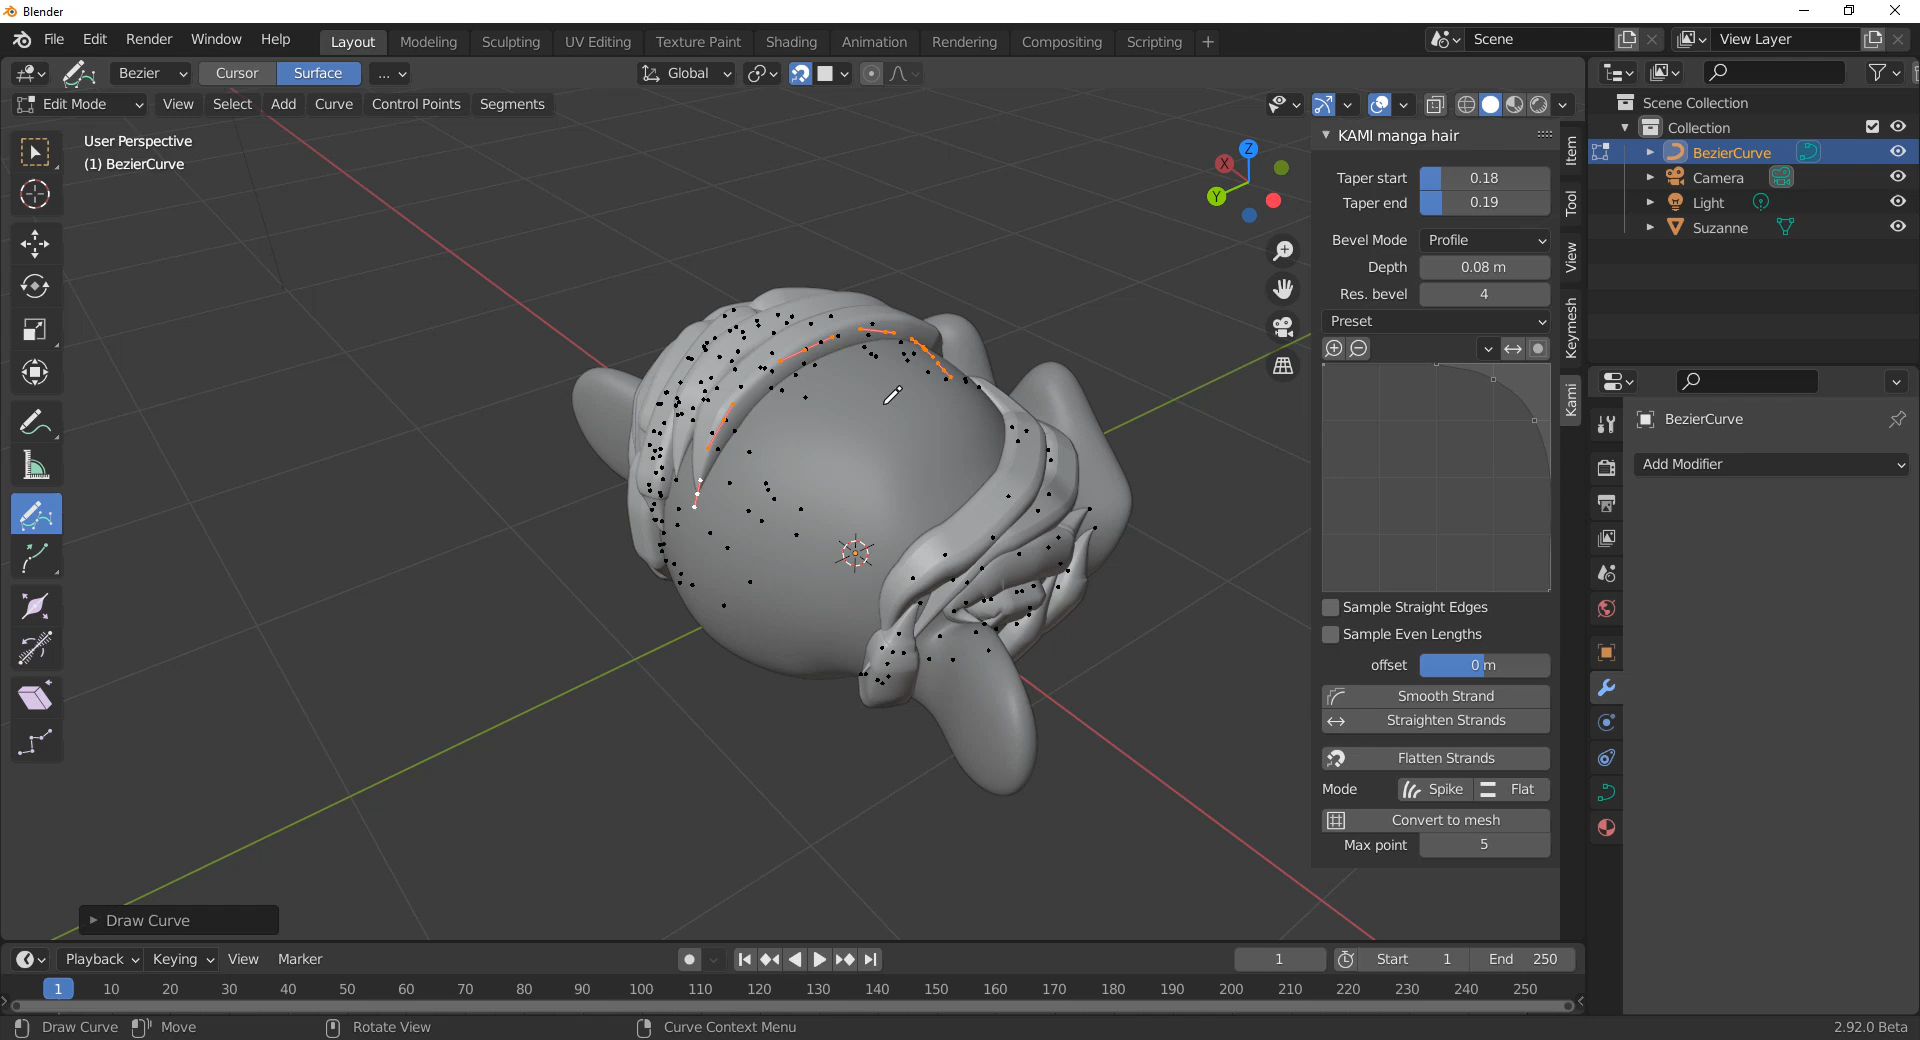 Blender
File Edit Render Window Help Layout Modeling Sculpting UV Editing Texture Paint Shading Animation Rendering Compositing Scripting + Scene View Layer
Bezier Cursor Surface ... Global
Edit Mode View Select Add Curve Control Points Segments
Scene Collection
Collection
BezierCurve
Camera
Light
Suzanne
User Perspective
(1) BezierCurve
X
Y
Z
KAMI manga hair
Taper start 0.18
Taper end 0.19
Bevel Mode Profile
Depth 0.08 m
Res. bevel 4
Preset
Sample Straight Edges
Sample Even Lengths
offset 0 m
Smooth Strand
Straighten Strands
Flatten Strands
Mode Spike Flat
Convert to mesh
Max point 5
Item
Tool
View
Keymesh
Kami
BezierCurve
Add Modifier
Draw Curve
Playback Keying View Marker 1 Start 1 End 250
1 10 20 30 40 50 60 70 80 90 100 110 120 130 140 150 160 170 180 190 200 210 220 230 240 250
Draw Curve Move Rotate View Curve Context Menu 2.92.0 Beta